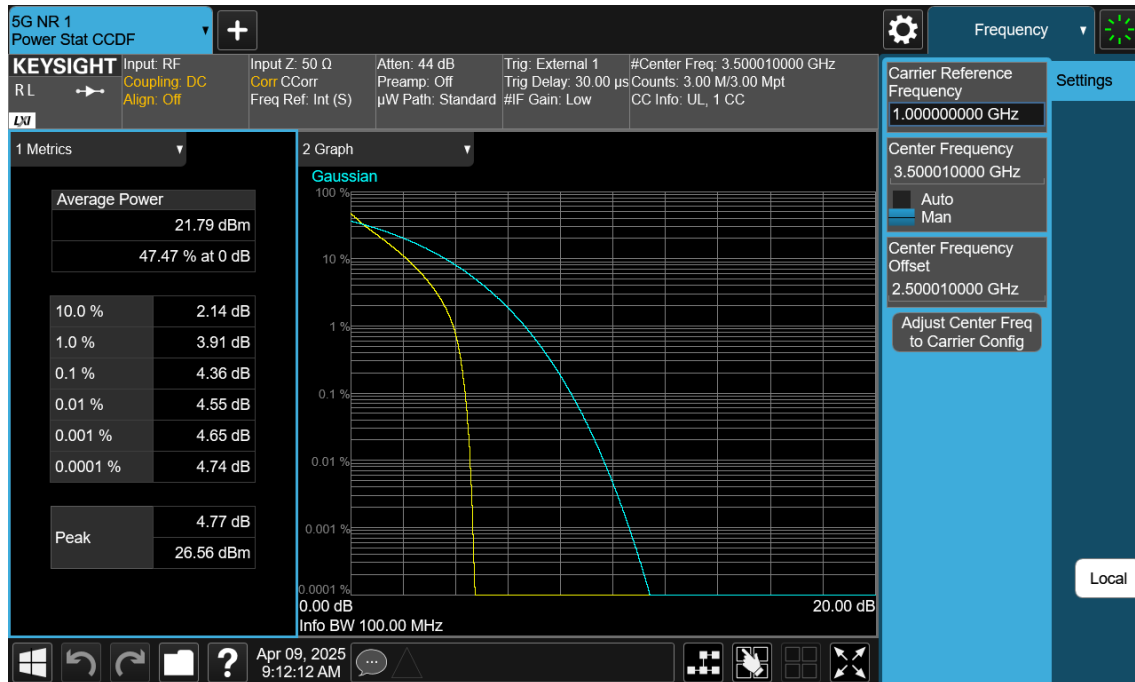 5G NR 1
Power Stat CCDF
Frequency
KEYSIGHT
R L
LXI
Input: RF
Coupling: DC
Align: Off
Input Z: 50 Ω
Corr CCorr
Freq Ref: Int (S)
Atten: 44 dB
Preamp: Off
µW Path: Standard
Trig: External 1
Trig Delay: 30.00 µs
#IF Gain: Low
#Center Freq: 3.500010000 GHz
Counts: 3.00 M/3.00 Mpt
CC Info: UL, 1 CC
1 Metrics
Average Power
21.79 dBm
47.47 % at 0 dB
10.0 % 2.14 dB
1.0 % 3.91 dB
0.1 % 4.36 dB
0.01 % 4.55 dB
0.001 % 4.65 dB
0.0001 % 4.74 dB
Peak
4.77 dB
26.56 dBm
2 Graph
Gaussian
100 %
10 %
1 %
0.1 %
0.01 %
0.001 %
0.0001 %
0.00 dB 20.00 dB
Info BW 100.00 MHz
Carrier Reference
Frequency
1.000000000 GHz
Center Frequency
3.500010000 GHz
Auto
Man
Center Frequency
Offset
2.500010000 GHz
Adjust Center Freq
to Carrier Config
Settings
Local
?
Apr 09, 2025
9:12:12 AM